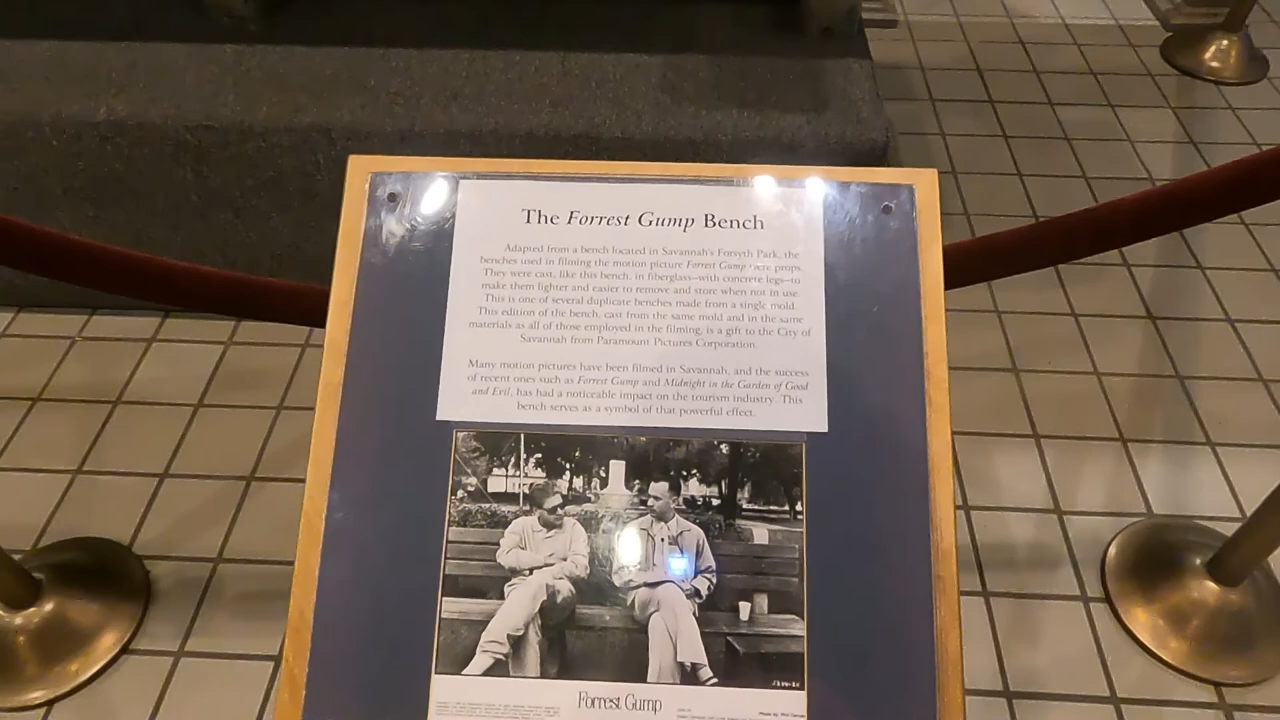 The Forrest Gump Bench
Adapted from a bench located in Savannah's Forsyth Park, the
benches used in filming the motion picture Forrest Gump were props.
They were cast, like this bench, in fiberglass—with concrete legs—to
make them lighter and easier to remove and store when not in use.
This is one of several duplicate benches made from a single mold.
This edition of the bench, cast from the same mold and in the same
materials as all of those employed in the filming, is a gift to the City of
Savannah from Paramount Pictures Corporation.
Many motion pictures have been filmed in Savannah, and the success
of recent ones such as Forrest Gump and Midnight in the Garden of Good
and Evil, has had a noticeable impact on the tourism industry. This
bench serves as a symbol of that powerful effect.
Forrest Gump